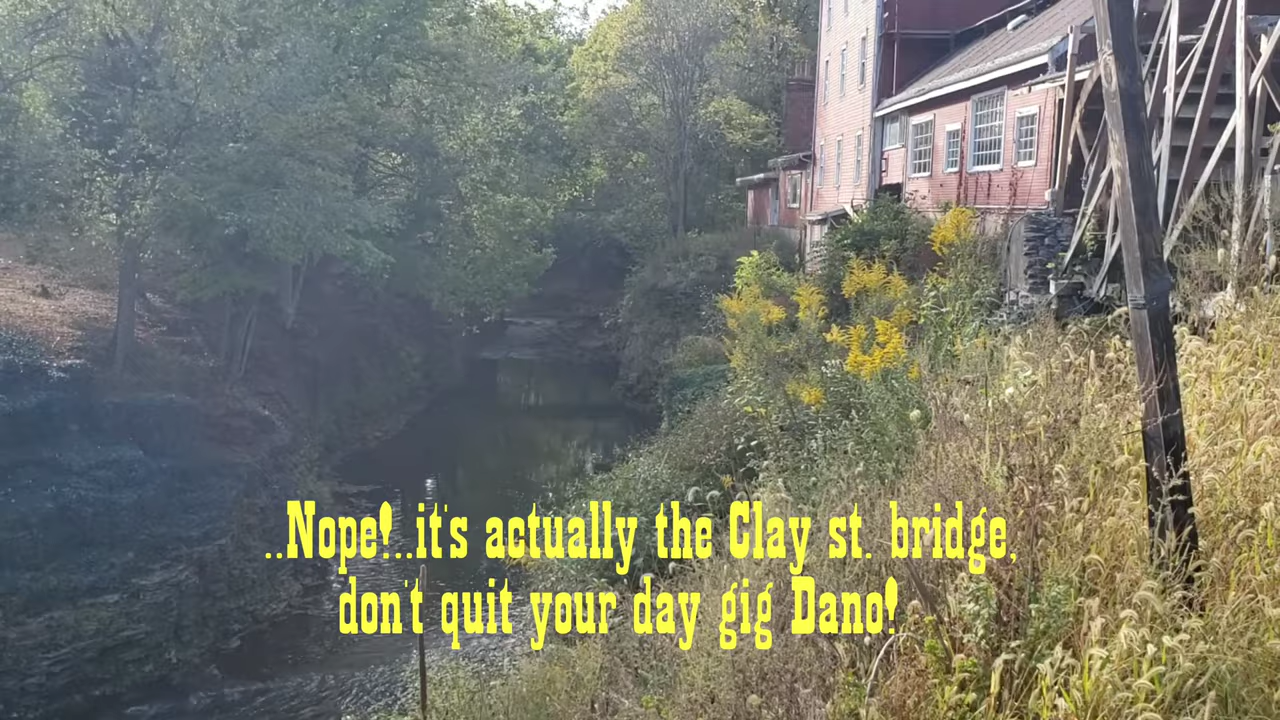 ..Nope!..it's actually the Clay st. bridge,
don't quit your day gig Dano!